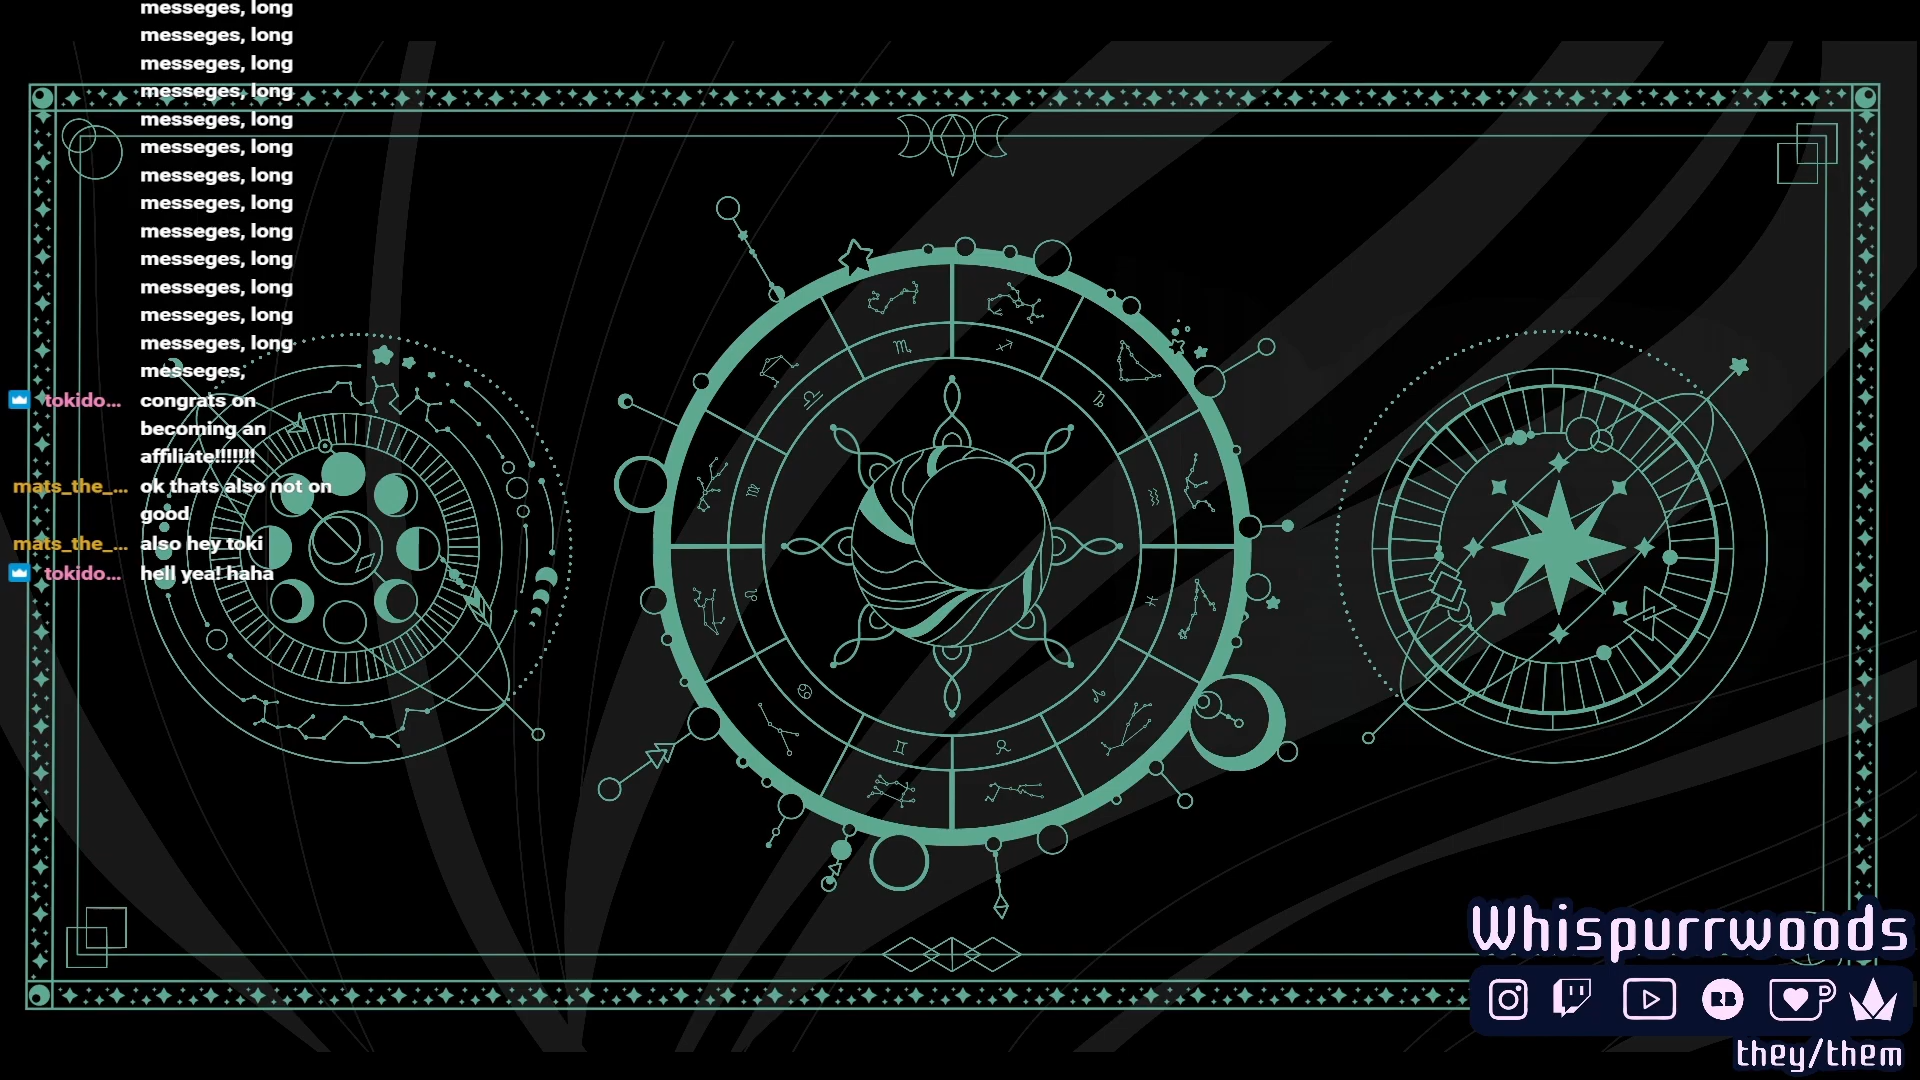 messeges, long
messeges, long
messeges, long
messeges, long
messeges, long
messeges, long
messeges, long
messeges, long
messeges, long
messeges, long
messeges, long
messeges, long
messeges, long
messeges,
tokido... congrats on
becoming an
affiliate!!!!!!!
mats_the_... ok thats also not on
good
mats_the_... also hey toki
tokido... hell yea! haha
Whispurrwoods
RB
they/them